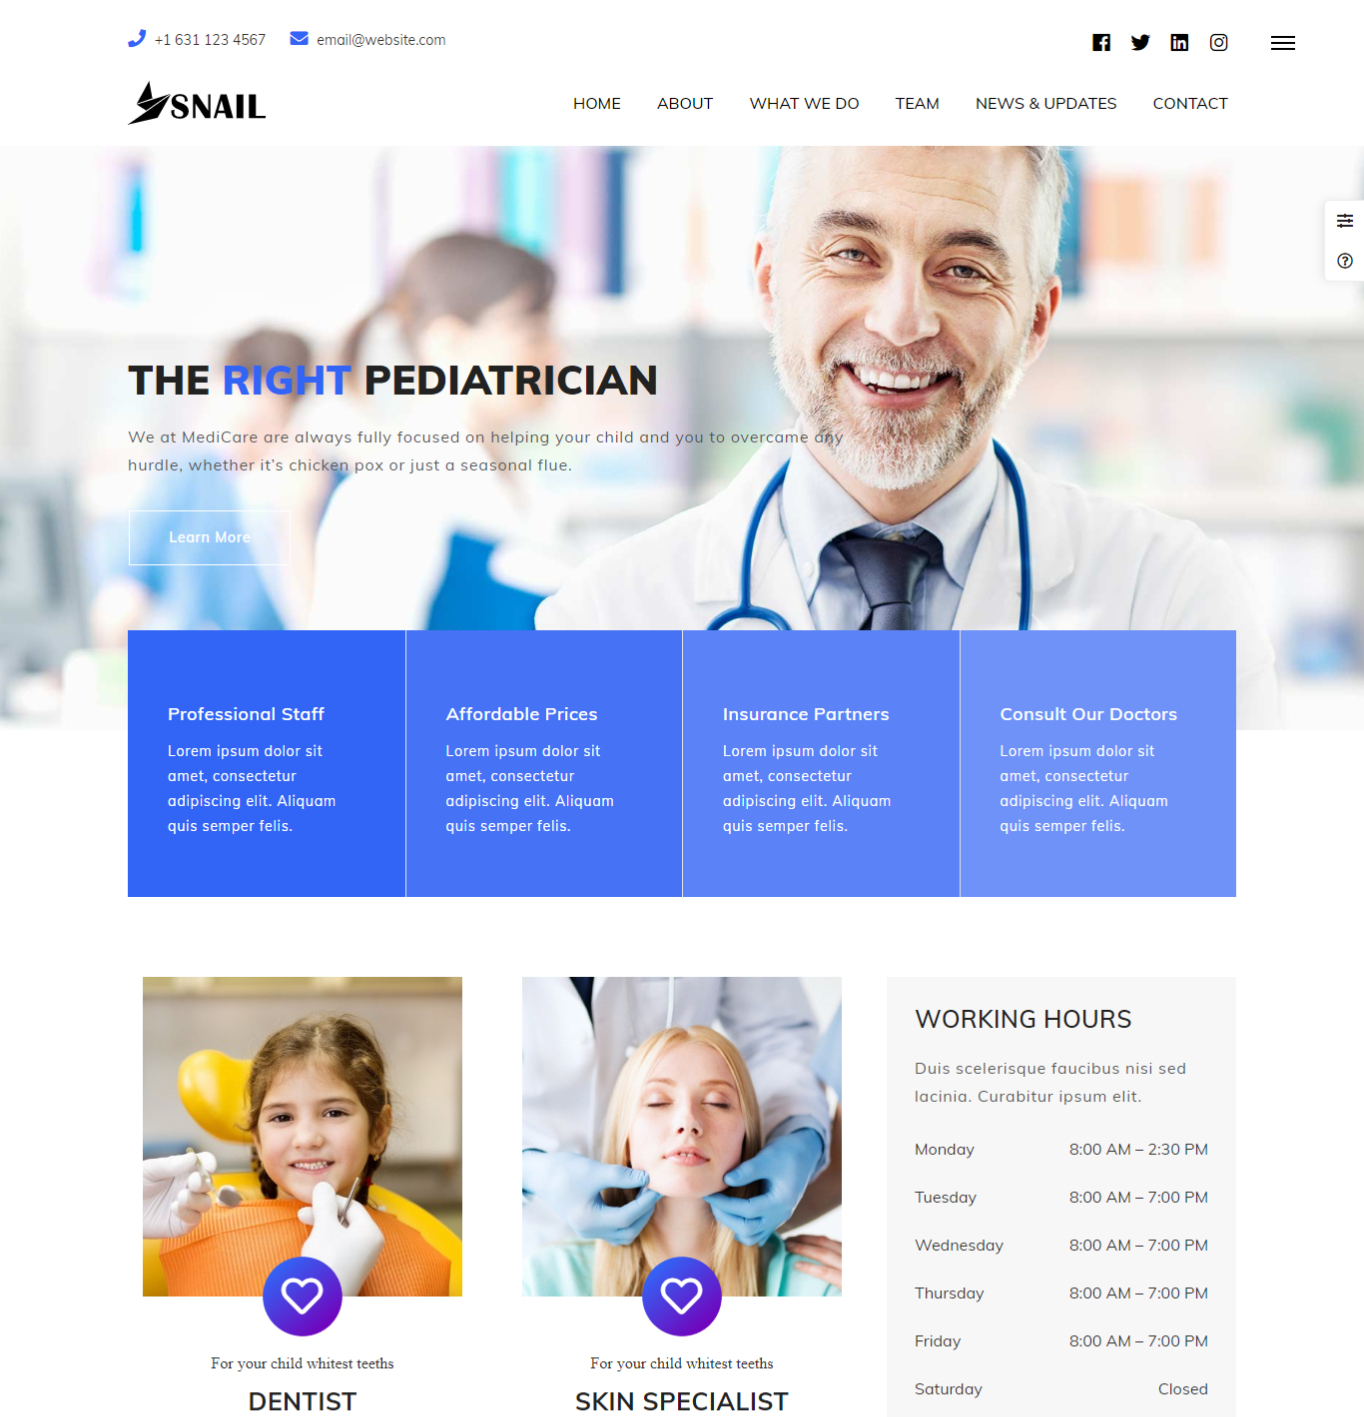 +1 631 123 4567 email@website.com
SNAIL
HOME ABOUT WHAT WE DO TEAM NEWS & UPDATES CONTACT
THE RIGHT PEDIATRICIAN
We at MediCare are always fully focused on helping your child and you to overcame any
hurdle, whether it's chicken pox or just a seasonal flue.
Learn More
Professional Staff
Lorem ipsum dolor sit
amet, consectetur
adipiscing elit. Aliquam
quis semper felis.
Affordable Prices
Lorem ipsum dolor sit
amet, consectetur
adipiscing elit. Aliquam
quis semper felis.
Insurance Partners
Lorem ipsum dolor sit
amet, consectetur
adipiscing elit. Aliquam
quis semper felis.
Consult Our Doctors
Lorem ipsum dolor sit
amet, consectetur
adipiscing elit. Aliquam
quis semper felis.
For your child whitest teeths
DENTIST
For your child whitest teeths
SKIN SPECIALIST
WORKING HOURS
Duis scelerisque faucibus nisi sed
lacinia. Curabitur ipsum elit.
Monday 8:00 AM – 2:30 PM
Tuesday 8:00 AM – 7:00 PM
Wednesday 8:00 AM – 7:00 PM
Thursday 8:00 AM – 7:00 PM
Friday 8:00 AM – 7:00 PM
Saturday Closed